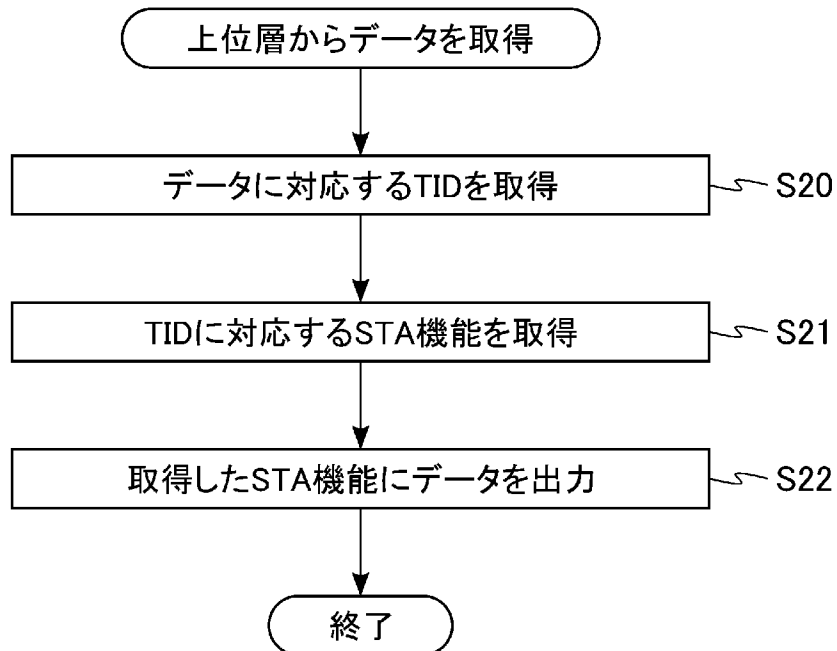 上位層からデータを取得
データに対応するTIDを取得
S20
TIDに対応するSTA機能を取得
S21
取得したSTA機能にデータを出力
S22
終了